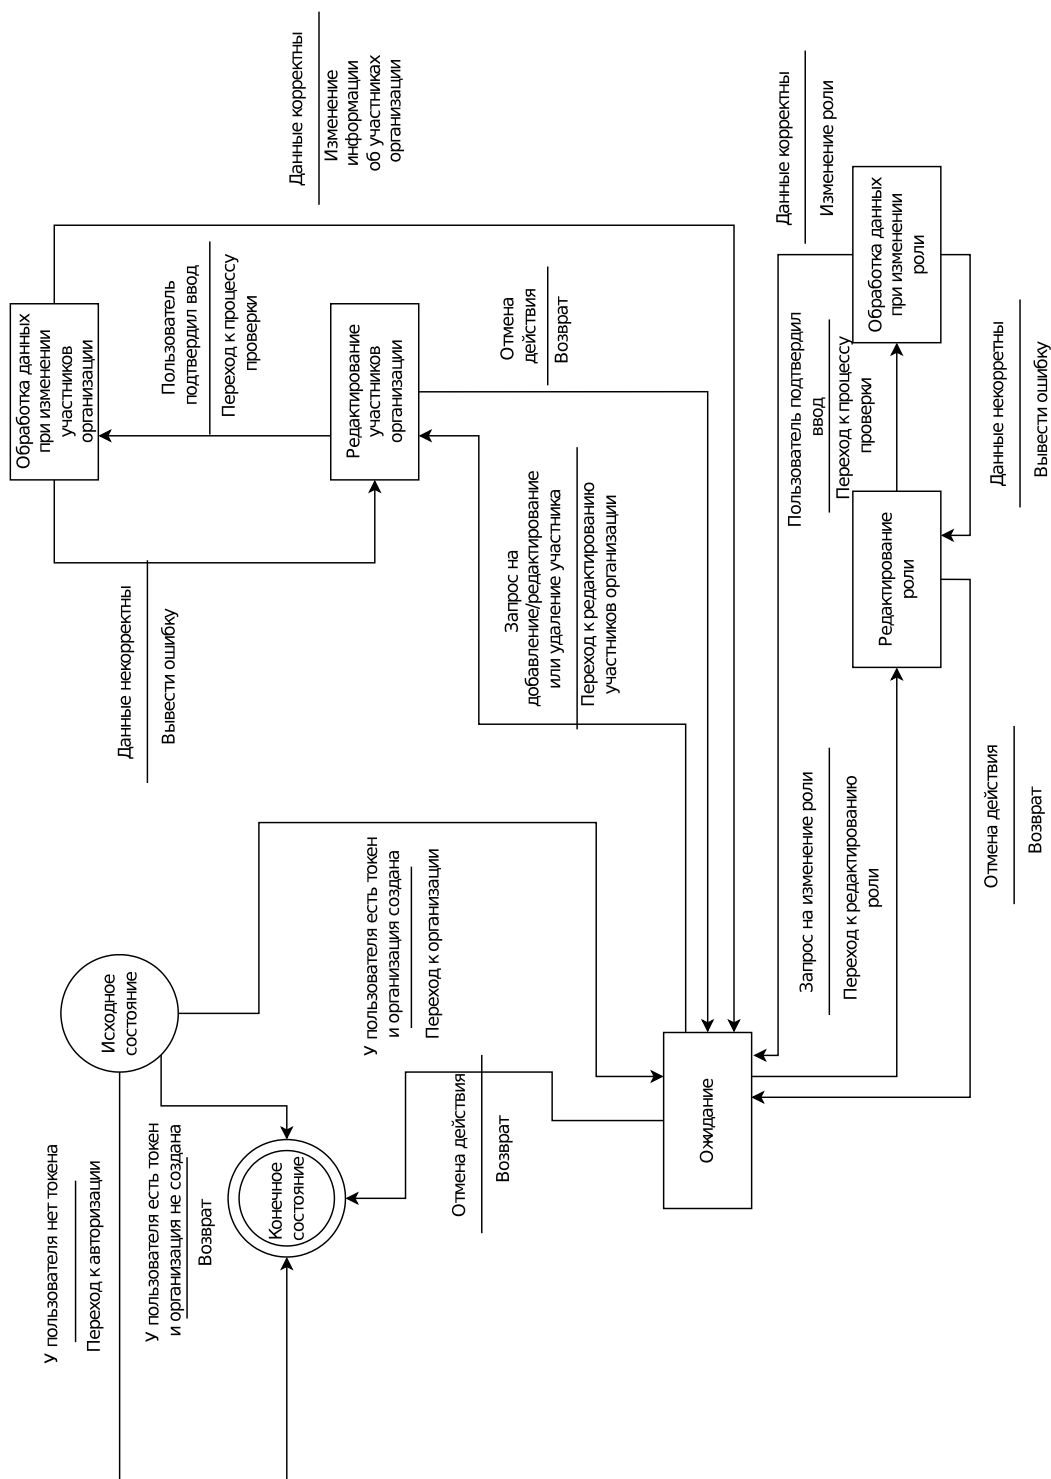 У пользователя нет токена
Переход к авторизации
У пользователя есть токен
и организация не создана
Возврат
Исходное
состояние
Конечное
состояние
У пользователя есть токен
и организация создана
Переход к организации
Отмена действия
Возврат
Ожидание
Данные некорректны
Вывести ошибку
Обработка данных
при изменении
участников
организации
Пользователь
подтвердил ввод
Переход к процессу
проверки
Редактирование
участников
организации
Данные корректны
Изменение
информации
об участниках
организации
Отмена
действия
Возврат
Запрос на
добавление/редактирование
или удаление участника
Переход к редактированию
участников организации
Запрос на изменение роли
Переход к редактированию
роли
Отмена действия
Возврат
Редактирование
роли
Пользователь подтвердил
ввод
Переход к процессу
проверки
Данные некорретны
Вывести ошибку
Обработка данных
при изменении
роли
Данные корректны
Изменение роли